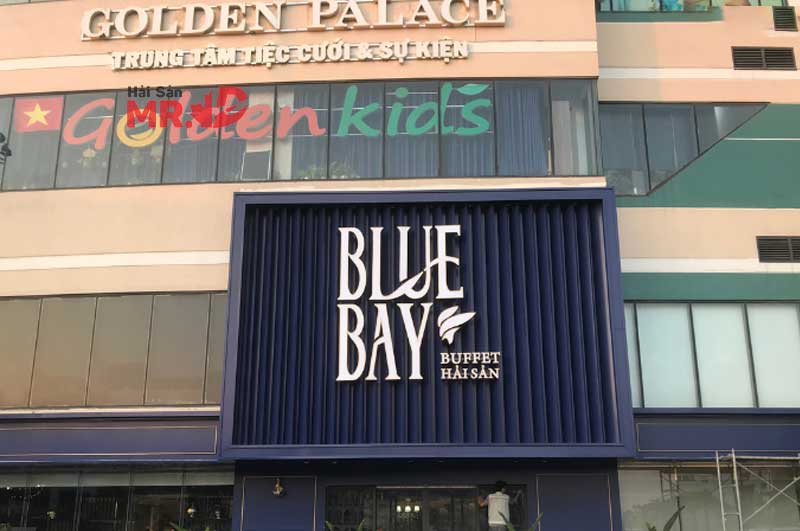 GOLDEN PALACE
TRUNG TÂM TIỆC CƯỚI & SỰ KIỆN
Hải Sản
MR.D
Golden kids
BLUE
BAY
BUFFET
HẢI SẢN